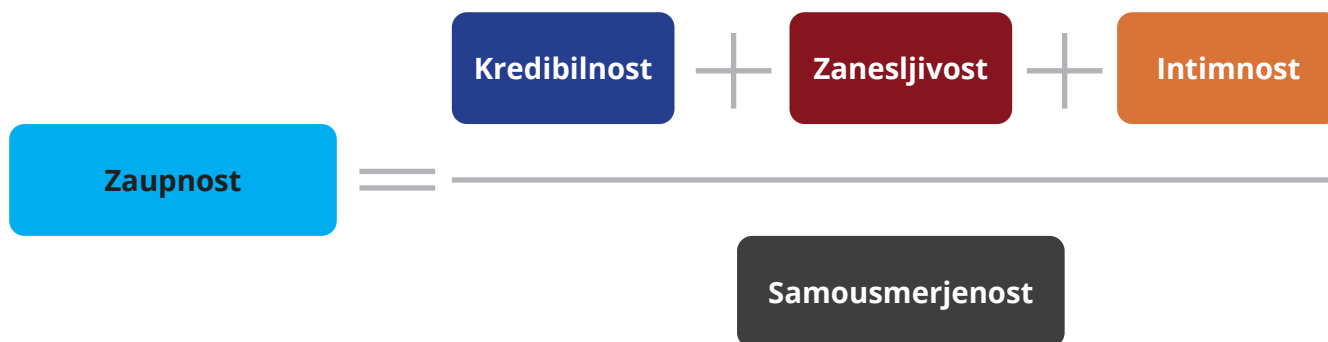 Kredibilnost + Zanesljivost + Intimnost
Zaupnost =
Samousmerjenost